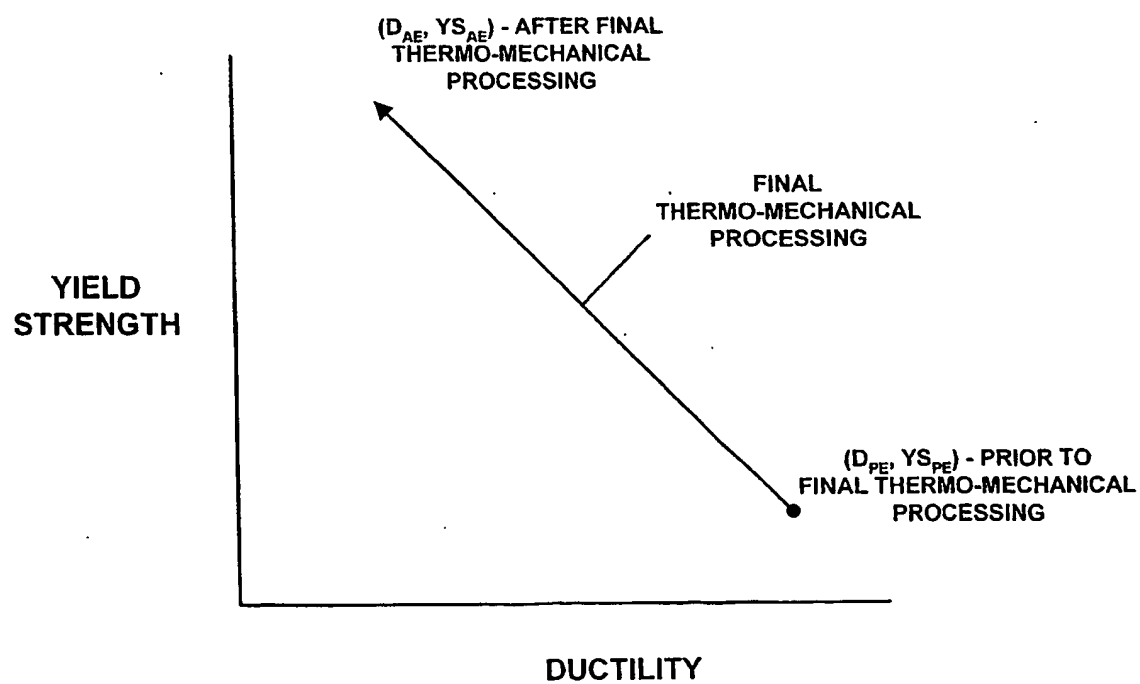 (D_AE, YS_AE) - AFTER FINAL
THERMO-MECHANICAL
PROCESSING
FINAL
THERMO-MECHANICAL
PROCESSING
YIELD
STRENGTH
(D_PE, YS_PE) - PRIOR TO
FINAL THERMO-MECHANICAL
PROCESSING
DUCTILITY